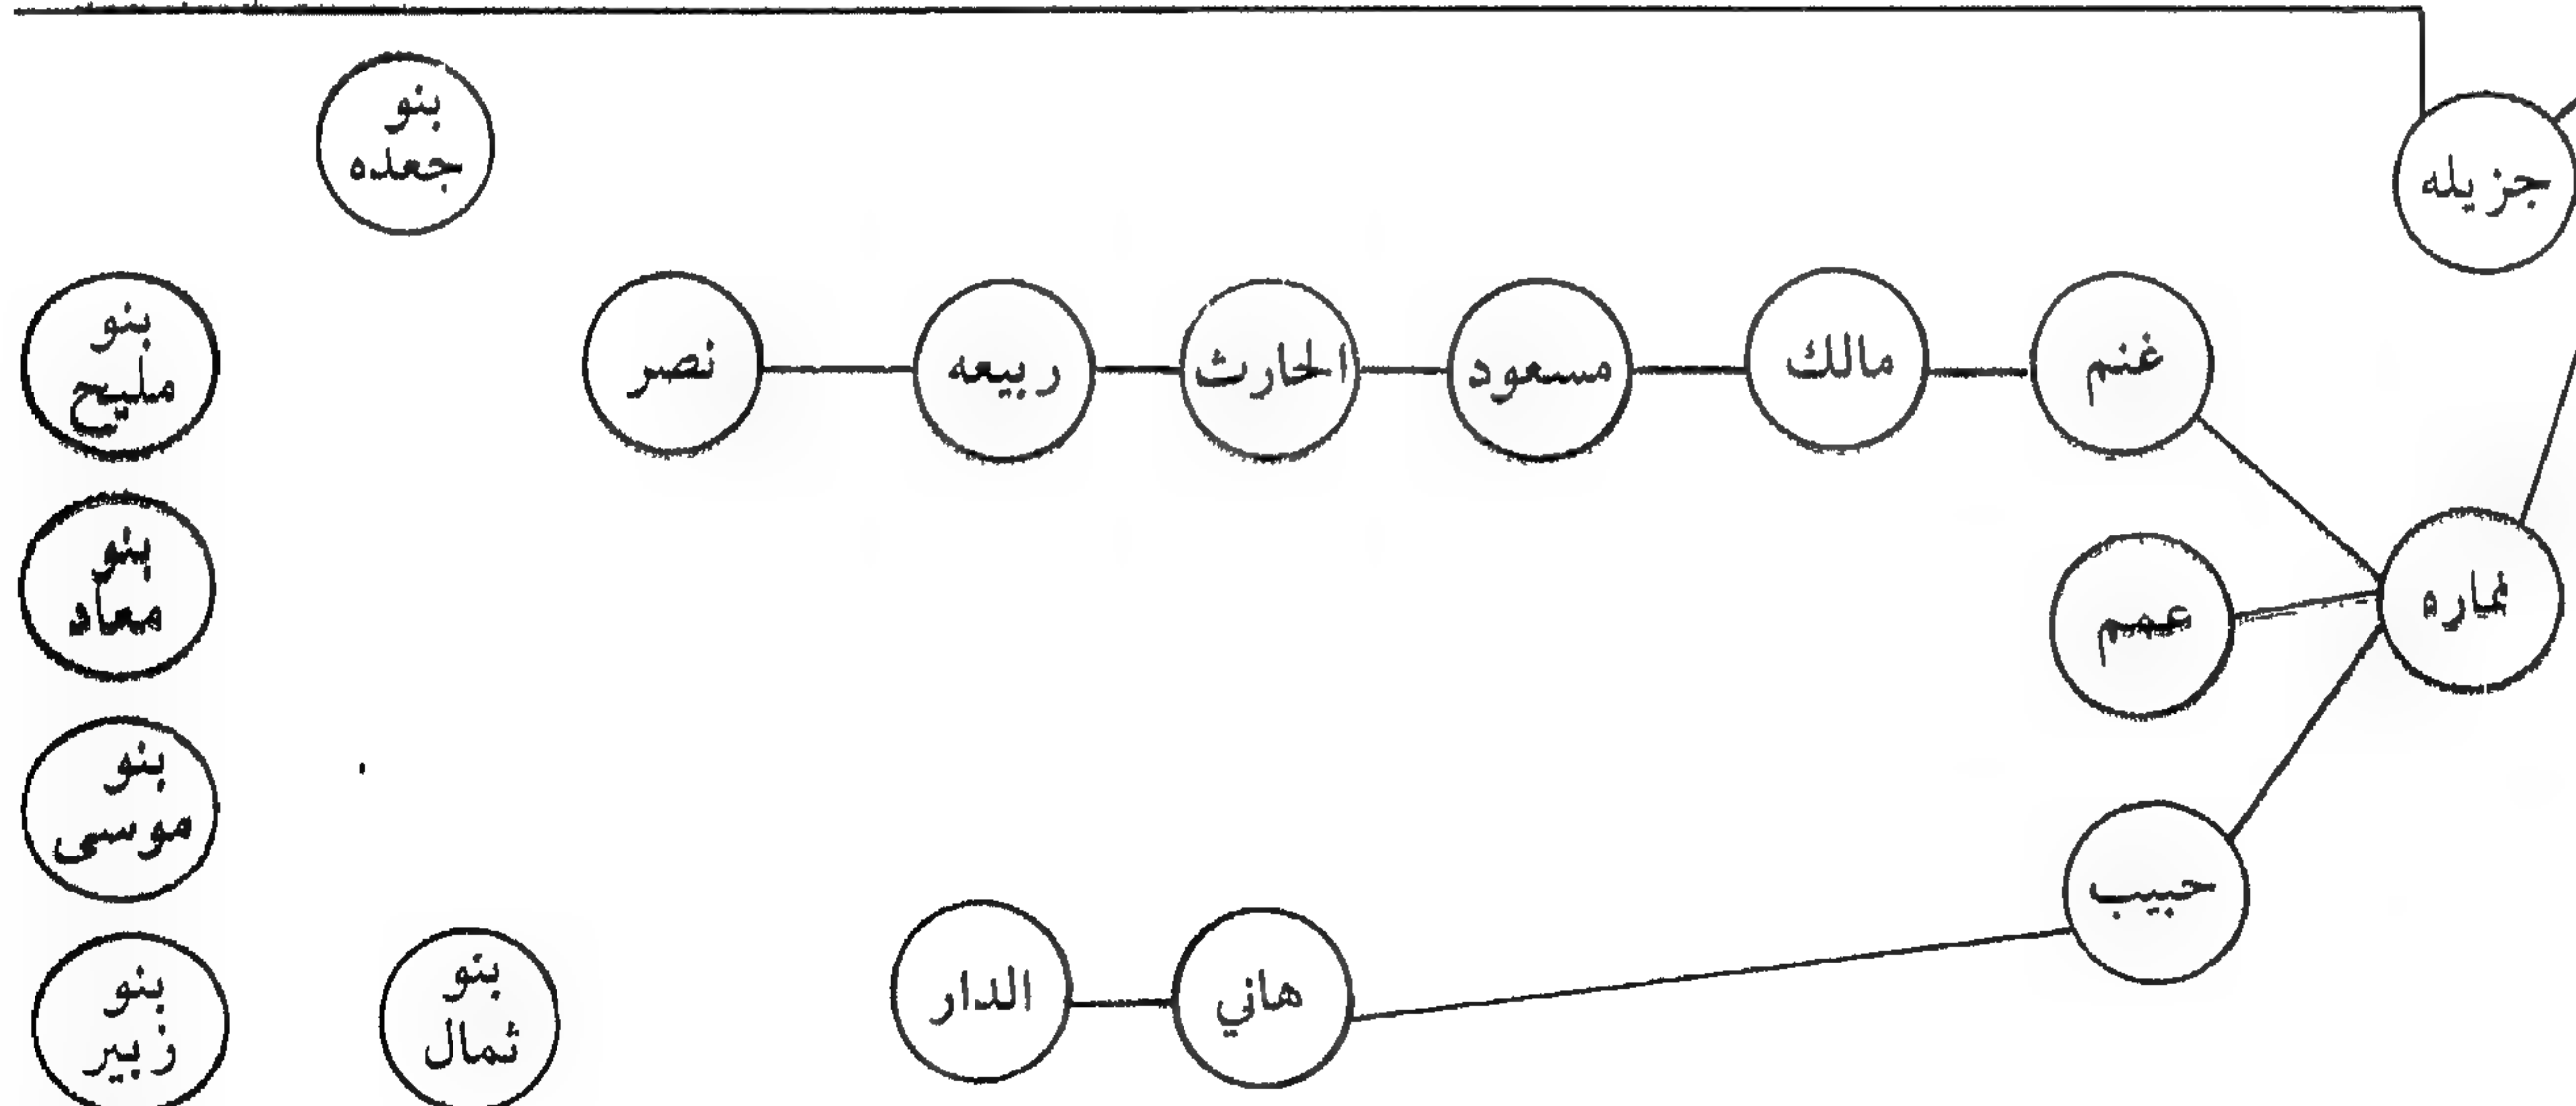 بنو
جعده
جزيله
غنم
مالك
مسعود
الحارث
ربيعه
نصر
بنو
مليح
نماره
عمم
بنو
معاد
بنو
موسى
حبيب
هاني
الدار
بنو
ثمال
بنو
زبير